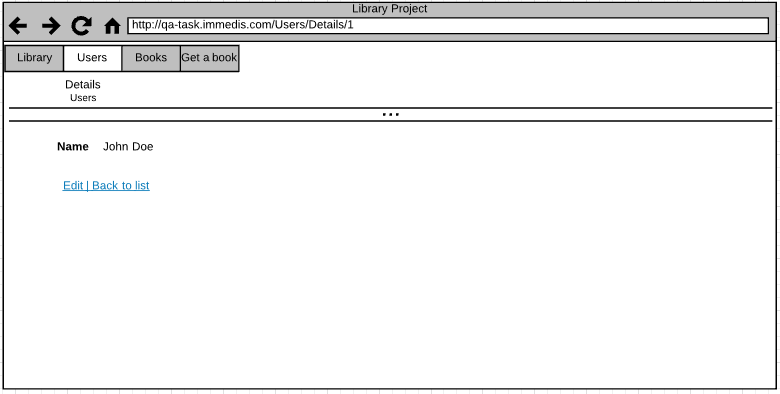 Library Project
http://qa-task.immedis.com/Users/Details/1
Library Users Books Get a book
Details
Users
...
Name John Doe
Edit | Back to list